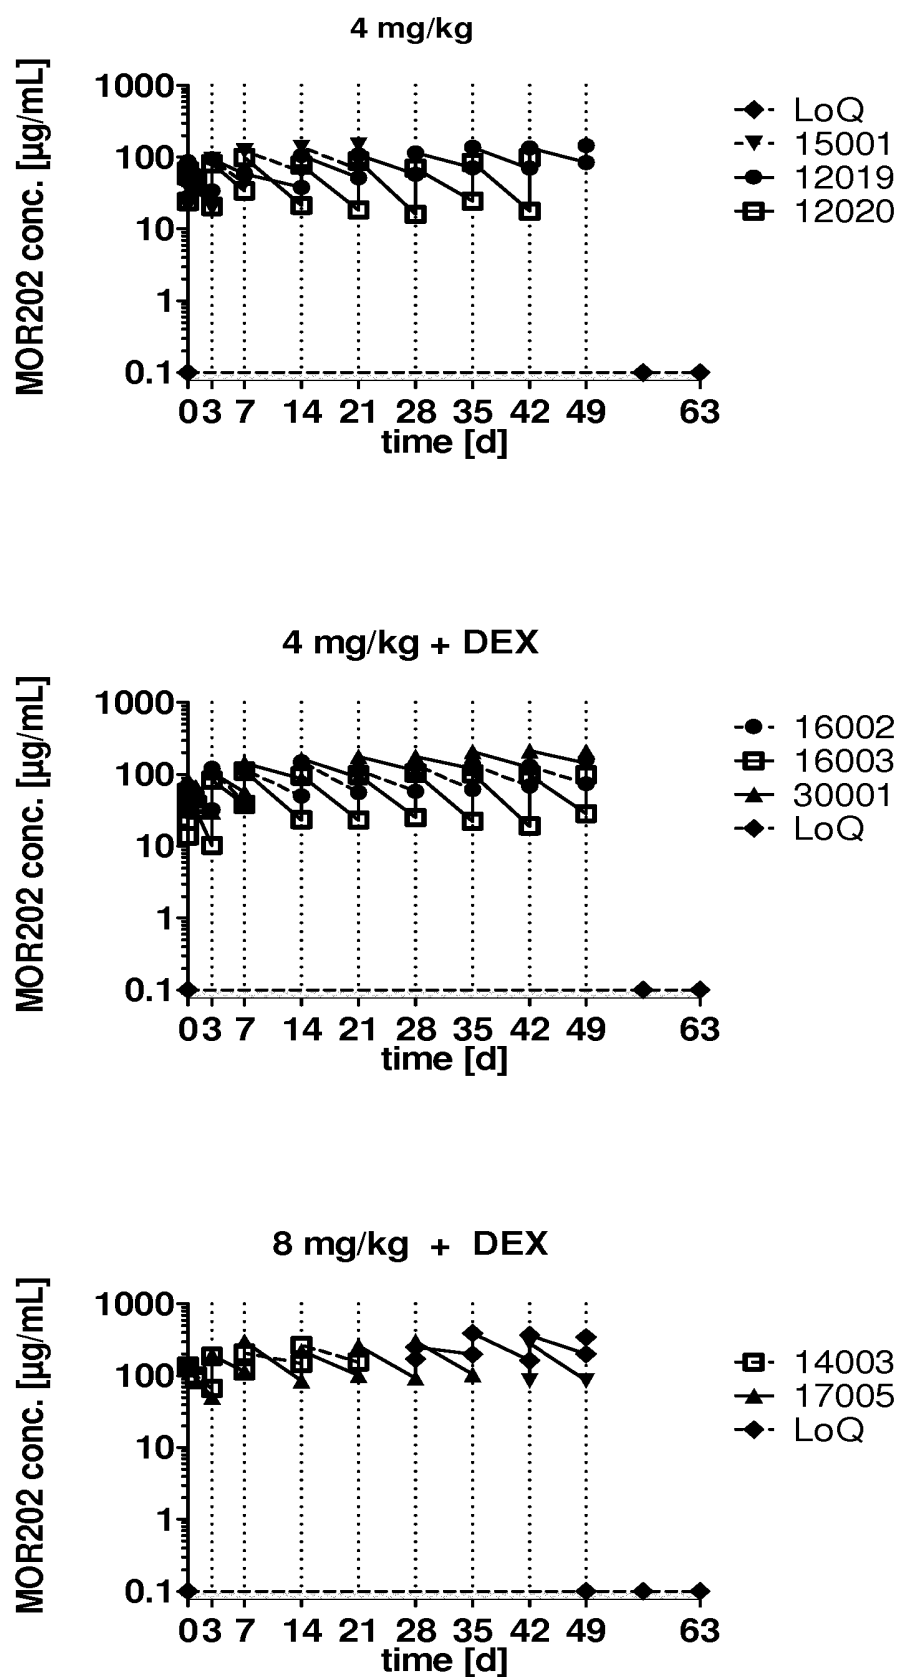 4 mg/kg
MOR202 conc. [µg/mL]
1000
100
10
1
0.1
0 3 7 14 21 28 35 42 49 63
time [d]
LoQ
15001
12019
12020
4 mg/kg + DEX
MOR202 conc. [µg/mL]
1000
100
10
1
0.1
0 3 7 14 21 28 35 42 49 63
time [d]
16002
16003
30001
LoQ
8 mg/kg + DEX
MOR202 conc. [µg/mL]
1000
100
10
1
0.1
0 3 7 14 21 28 35 42 49 63
time [d]
14003
17005
LoQ